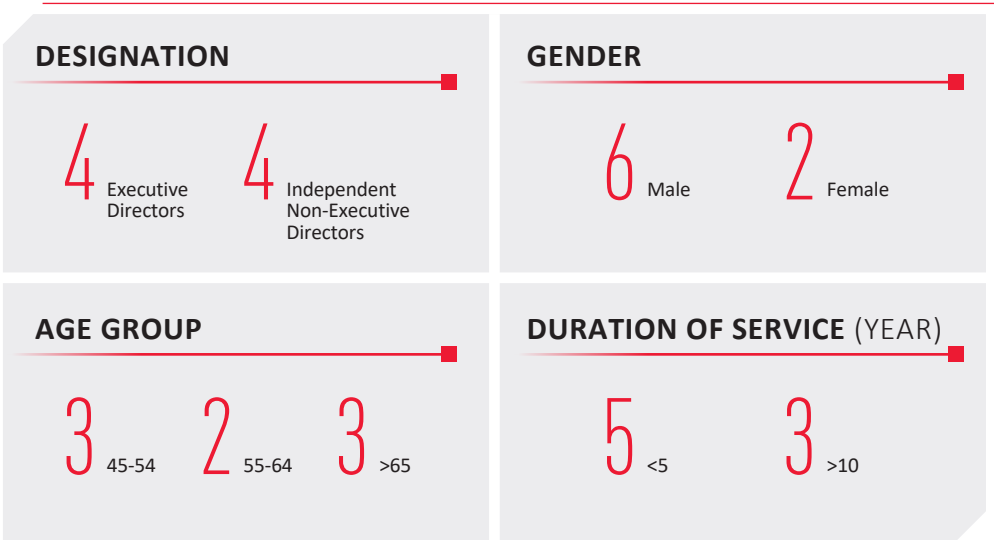 DESIGNATION
4 Executive
Directors
4 Independent
Non-Executive
Directors
GENDER
6 Male
2 Female
AGE GROUP
3 45-54
2 55-64
3 >65
DURATION OF SERVICE (YEAR)
5 <5
3 >10